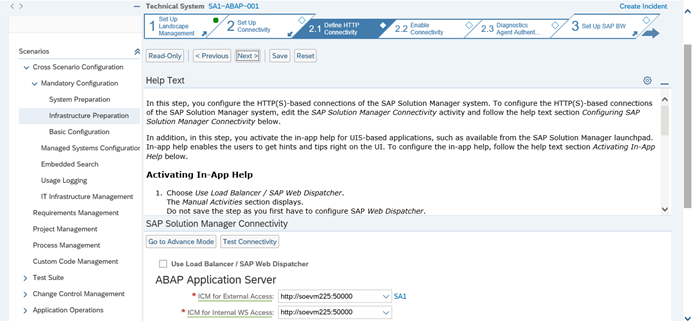 Technical System SA1~ABAP~001 Create Incident
1 Set Up Landscape Management
2 Set Up Connectivity
2.1 Define HTTP Connectivity
2.2 Enable Connectivity
2.3 Diagnostics Agent Authent...
3 Set Up SAP BW
Scenarios
Cross Scenario Configuration
Mandatory Configuration
System Preparation
Infrastructure Preparation
Basic Configuration
Managed Systems Configuration
Embedded Search
Usage Logging
IT Infrastructure Management
Requirements Management
Project Management
Process Management
Custom Code Management
Test Suite
Change Control Management
Application Operations
Read-Only < Previous Next > Save Reset
Help Text
In this step, you configure the HTTP(S)-based connections of the SAP Solution Manager system. To configure the HTTP(S)-based connections
of the SAP Solution Manager system, edit the SAP Solution Manager Connectivity activity and follow the help text section Configuring SAP
Solution Manager Connectivity below.
In addition, in this step, you activate the in-app help for UI5-based applications, such as available from the SAP Solution Manager launchpad.
In-app help enables the users to get hints and tips right on the UI. To configure the in-app help, follow the help text section Activating In-App
Help below.
Activating In-App Help
1. Choose Use Load Balancer / SAP Web Dispatcher.
The Manual Activities section displays.
Do not save the step as you first have to configure SAP Web Dispatcher.
SAP Solution Manager Connectivity
Go to Advance Mode Test Connectivity
Use Load Balancer / SAP Web Dispatcher
ABAP Application Server
* ICM for External Access: http://soevm225:50000 SA1
* ICM for Internal WS Access: http://soevm225:50000